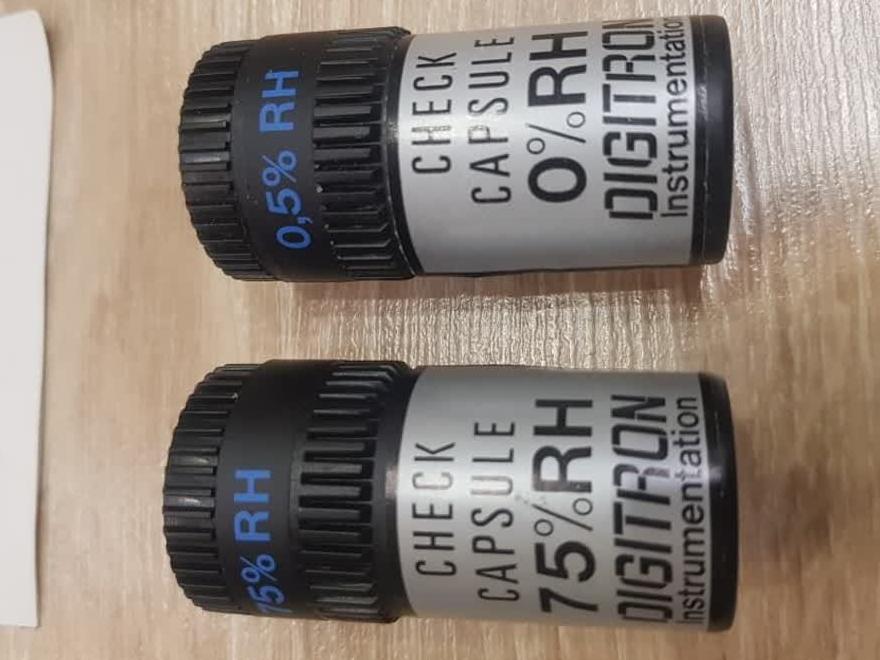 0,5% RH
CHECK
CAPSULE
0%RH
DIGITRON
Instrumentation
75% RH
CHECK
CAPSULE
75%RH
DIGITRON
Instrumentation